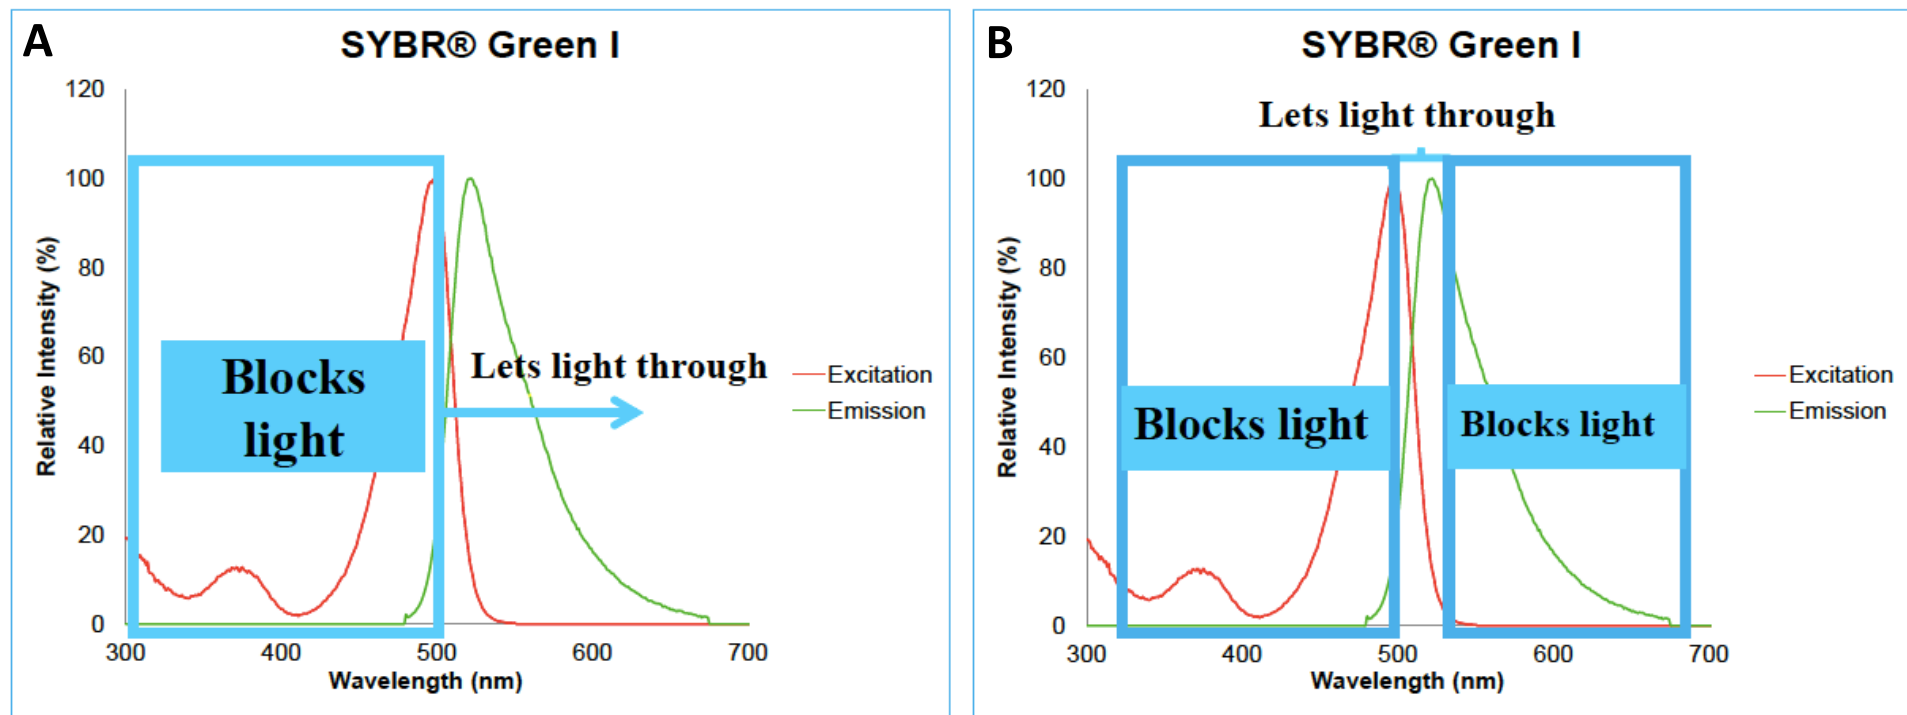 A
SYBR® Green I
120
100
80
60
40
20
0
Relative Intensity (%)
Blocks
light
Lets light through
Excitation
Emission
300 400 500 600 700
Wavelength (nm)
B
SYBR® Green I
Lets light through
120
100
80
60
40
20
0
Relative Intensity (%)
Blocks light
Blocks light
Excitation
Emission
300 400 500 600 700
Wavelength (nm)